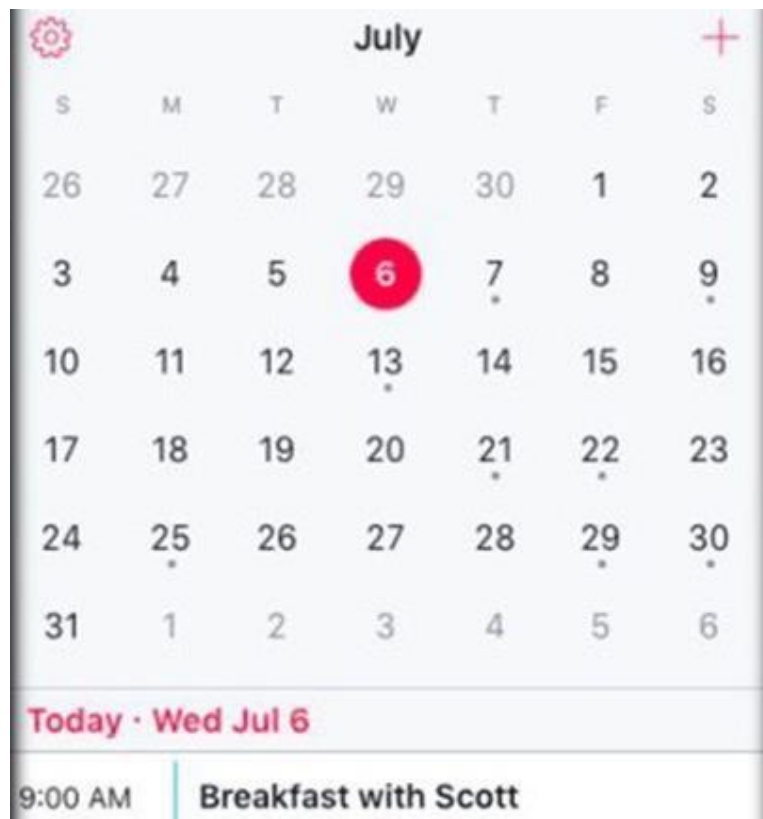 July
S M T W T F S
26 27 28 29 30 1 2
3 4 5 6 7 8 9
10 11 12 13 14 15 16
17 18 19 20 21 22 23
24 25 26 27 28 29 30
31 1 2 3 4 5 6
Today · Wed Jul 6
9:00 AM Breakfast with Scott